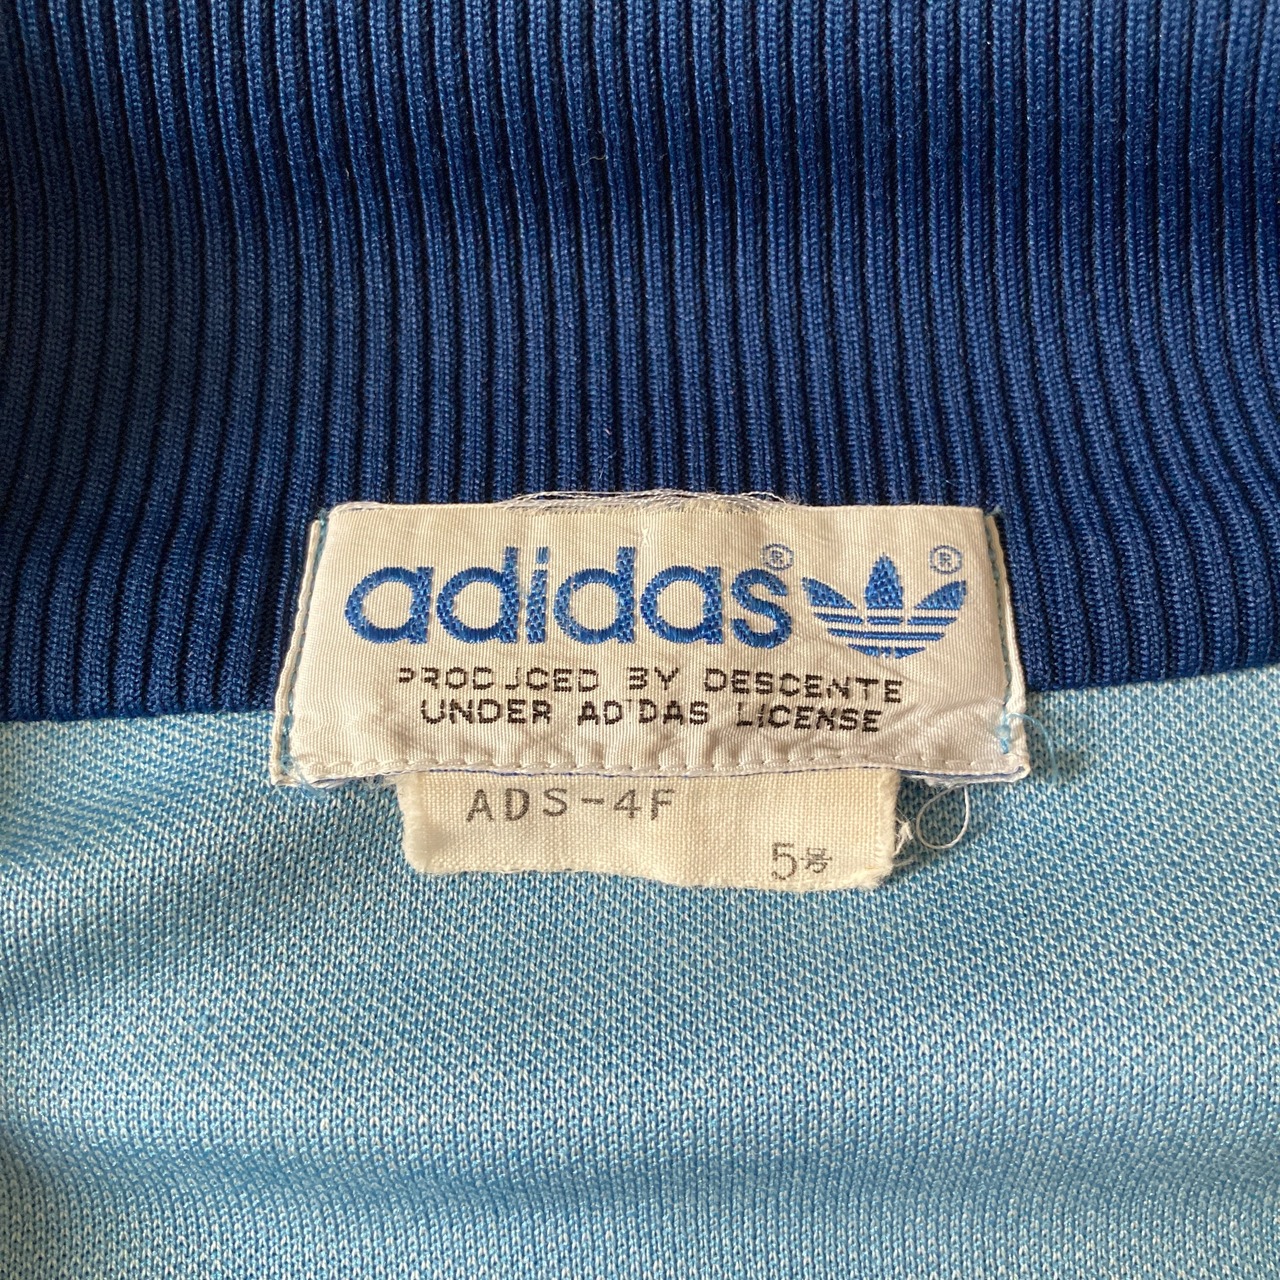 adidas® ®
PRODUCED BY DESCENTE
UNDER ADIDAS LICENSE
ADS-4F
5号